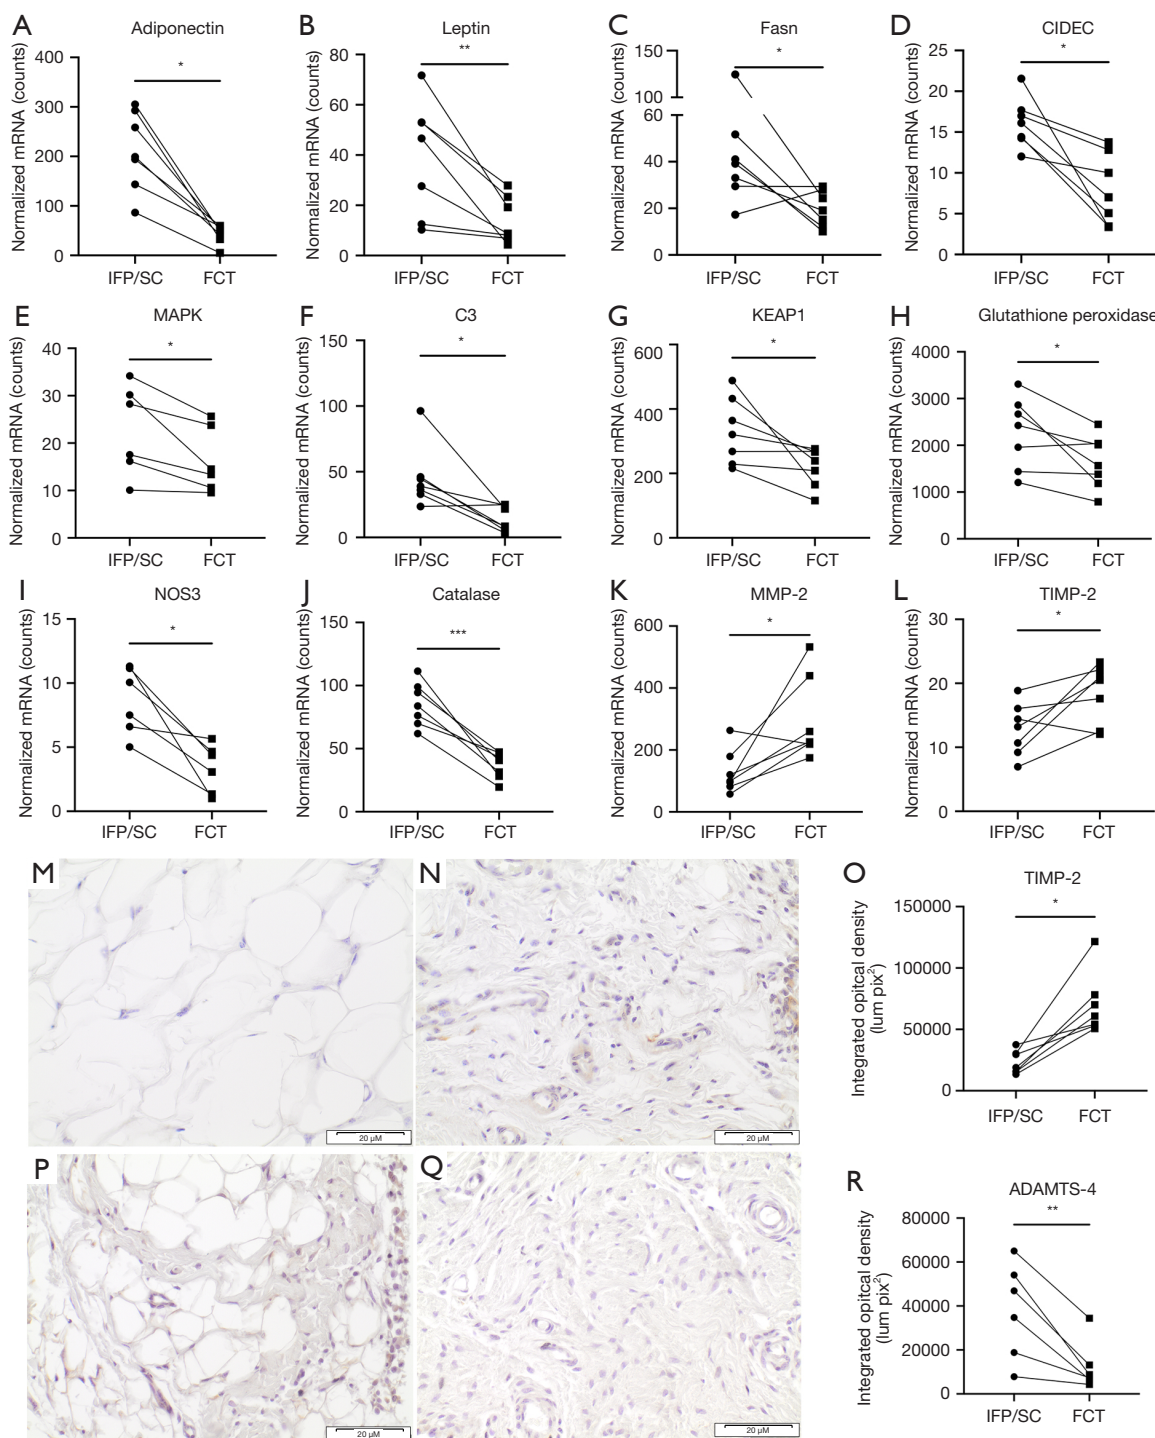 A
Adiponectin
Normalized mRNA (counts)
400
300
200
100
0
*
IFP/SC
FCT
B
Leptin
Normalized mRNA (counts)
80
60
40
20
0
**
IFP/SC
FCT
C
Fasn
Normalized mRNA (counts)
150
100
60
40
20
0
*
IFP/SC
FCT
D
CIDEC
Normalized mRNA (counts)
25
20
15
10
5
0
*
IFP/SC
FCT
E
MAPK
Normalized mRNA (counts)
40
30
20
10
0
*
IFP/SC
FCT
F
C3
Normalized mRNA (counts)
150
100
50
0
*
IFP/SC
FCT
G
KEAP1
Normalized mRNA (counts)
600
400
200
0
*
IFP/SC
FCT
H
Glutathione peroxidase
Normalized mRNA (counts)
4000
3000
2000
1000
0
*
IFP/SC
FCT
I
NOS3
Normalized mRNA (counts)
15
10
5
0
*
IFP/SC
FCT
J
Catalase
Normalized mRNA (counts)
150
100
50
0
***
IFP/SC
FCT
K
MMP-2
Normalized mRNA (counts)
600
400
200
0
*
IFP/SC
FCT
L
TIMP-2
Normalized mRNA (counts)
30
20
10
0
*
IFP/SC
FCT
M
20 µM
N
20 µM
O
TIMP-2
Integrated opitcal density
(lum pix²)
150000
100000
50000
0
*
IFP/SC
FCT
P
20 µM
Q
20 µM
R
ADAMTS-4
Integrated opitcal density
(lum pix²)
80000
60000
40000
20000
0
**
IFP/SC
FCT